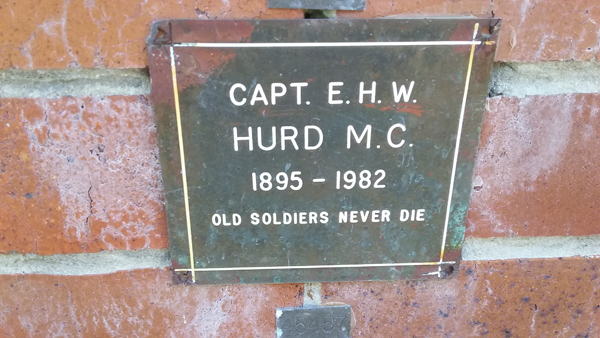 CAPT. E. H. W.
HURD M.C.
1895 – 1982
OLD SOLDIERS NEVER DIE